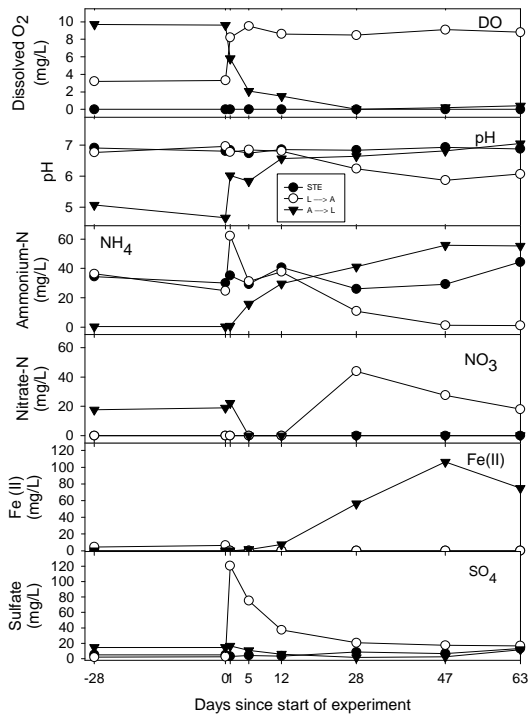 Dissolved O2
(mg/L)
10
8
6
4
2
0
DO
pH
7
6
5
pH
STE
L —> A
A —> L
Ammonium-N
(mg/L)
60
40
20
0
NH4
Nitrate-N
(mg/L)
60
40
20
0
NO3
Fe (II)
(mg/L)
120
100
80
60
40
20
0
Fe(II)
Sulfate
(mg/L)
120
100
80
60
40
20
0
SO4
-28 0 1 5 12 28 47 63
Days since start of experiment